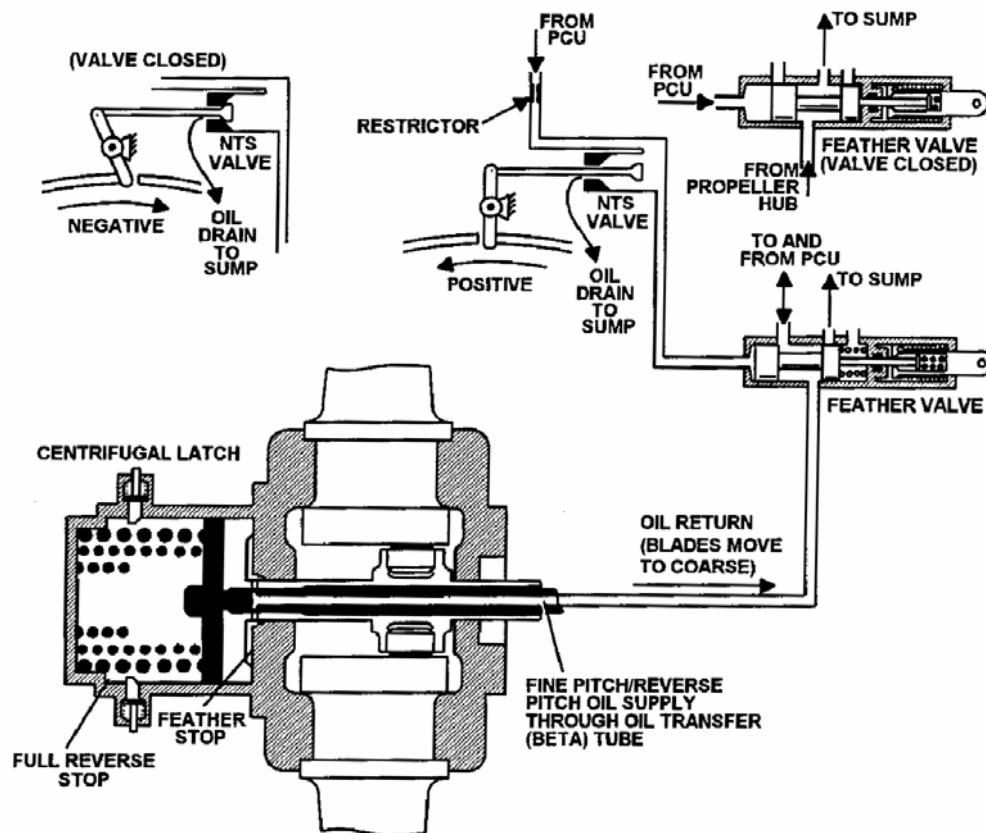 (VALVE CLOSED)
NTS
VALVE
NEGATIVE
OIL
DRAIN
TO
SUMP
FROM
PCU
RESTRICTOR
NTS
VALVE
POSITIVE
OIL
DRAIN
TO
SUMP
TO SUMP
FROM
PCU
FEATHER VALVE
(VALVE CLOSED)
FROM
PROPELLER
HUB
TO AND
FROM PCU
TO SUMP
FEATHER VALVE
CENTRIFUGAL LATCH
OIL RETURN
(BLADES MOVE
TO COARSE)
FEATHER
STOP
FULL REVERSE
STOP
FINE PITCH/REVERSE
PITCH OIL SUPPLY
THROUGH OIL TRANSFER
(BETA) TUBE